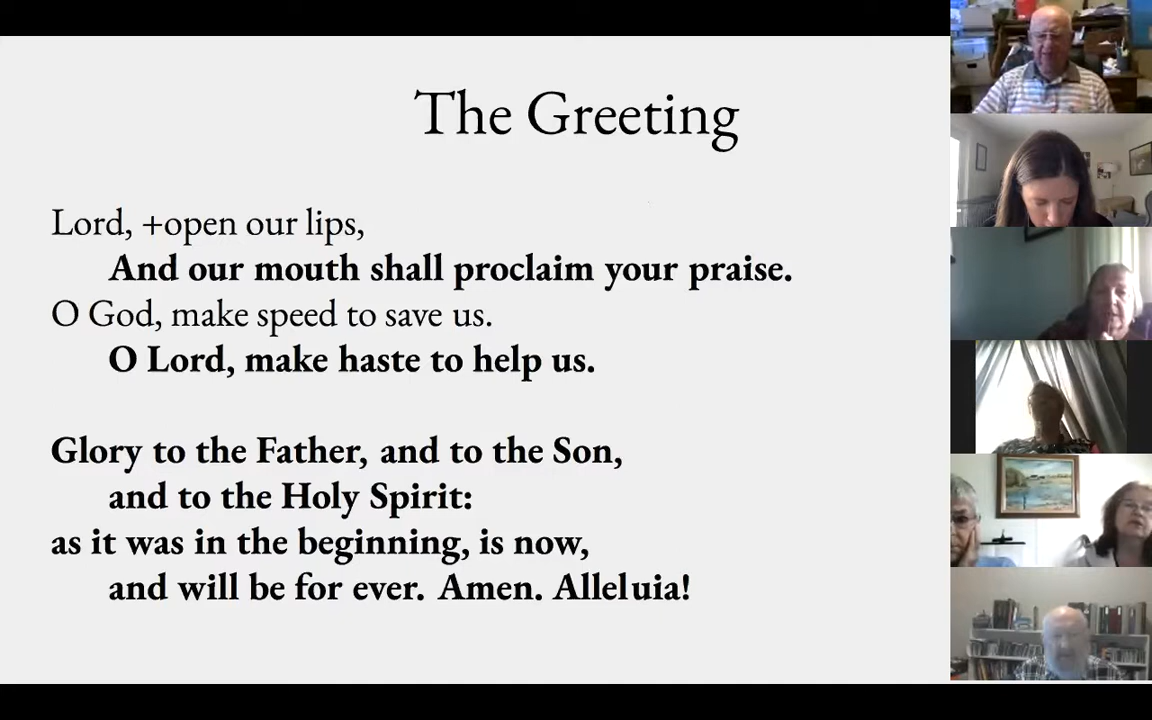 The Greeting
Lord, +open our lips,
And our mouth shall proclaim your praise.
O God, make speed to save us.
O Lord, make haste to help us.
Glory to the Father, and to the Son,
and to the Holy Spirit:
as it was in the beginning, is now,
and will be for ever. Amen. Alleluia!